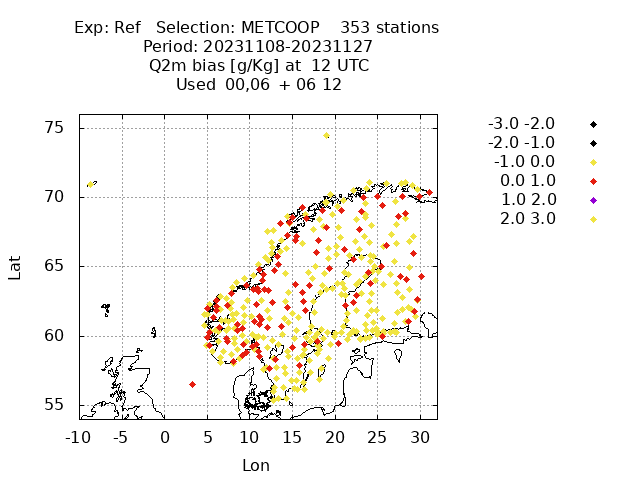 Exp: Ref   Selection: METCOOP    353 stations
Period: 20231108-20231127
Q2m bias [g/Kg] at  12 UTC
Used  00,06  + 06 12
-3.0 -2.0
-2.0 -1.0
-1.0 0.0
0.0 1.0
1.0 2.0
2.0 3.0
75
70
65
60
55
Lat
-10 -5 0 5 10 15 20 25 30
Lon